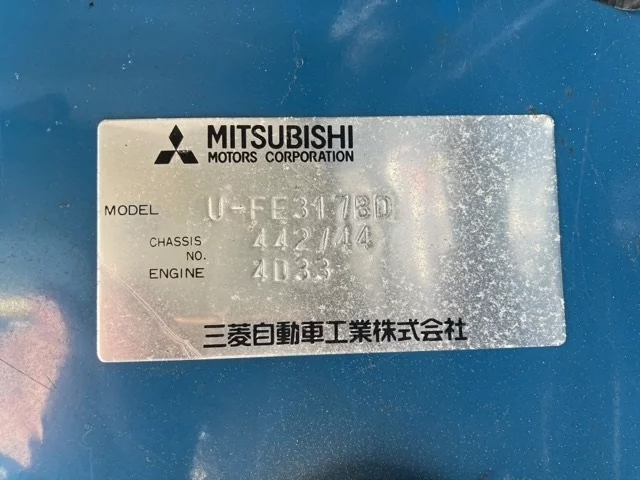 MITSUBISHI
MOTORS CORPORATION
MODEL U-FE317BD
CHASSIS NO. 442744
ENGINE 4D33
三菱自動車工業株式会社